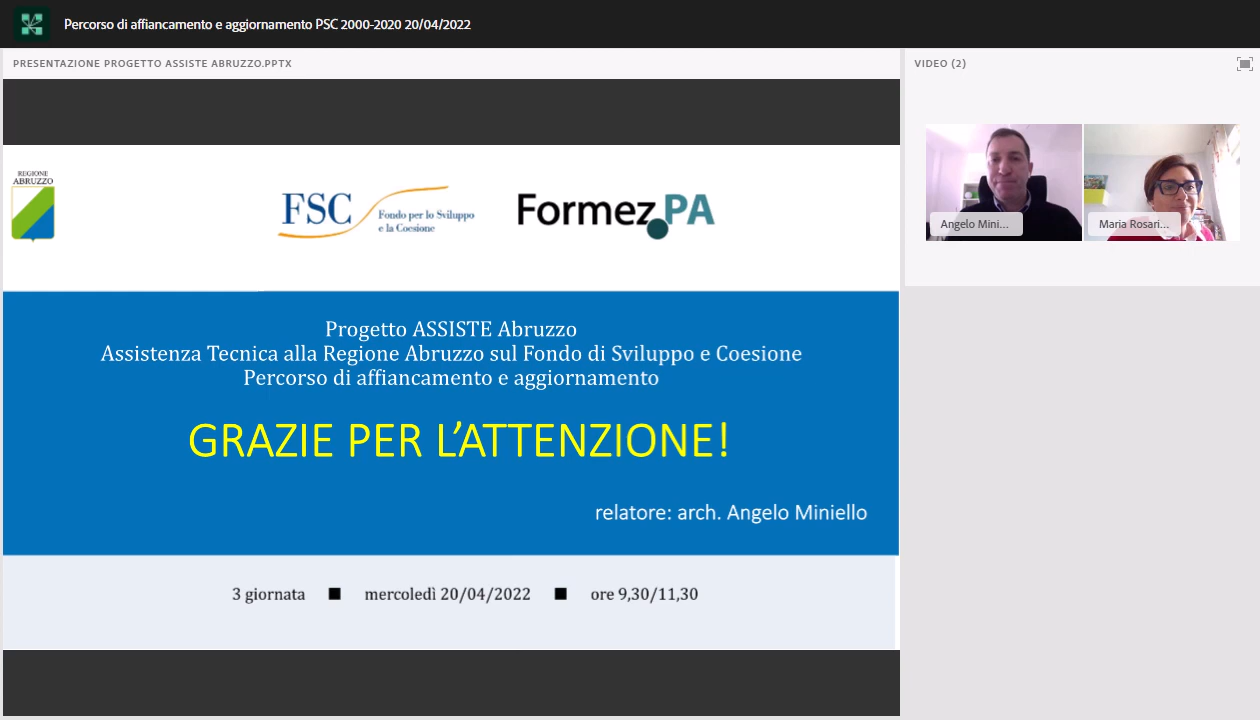 Percorso di affiancamento e aggiornamento PSC 2000-2020 20/04/2022
PRESENTAZIONE PROGETTO ASSISTE ABRUZZO.PPTX
VIDEO (2)
REGIONE
ABRUZZO
FSC
Fondo per lo Sviluppo
e la Coesione
Formez PA
Angelo Mini...
Maria Rosari...
Progetto ASSISTE Abruzzo
Assistenza Tecnica alla Regione Abruzzo sul Fondo di Sviluppo e Coesione
Percorso di affiancamento e aggiornamento
GRAZIE PER L’ATTENZIONE!
relatore: arch. Angelo Miniello
3 giornata ■ mercoledì 20/04/2022 ■ ore 9,30/11,30